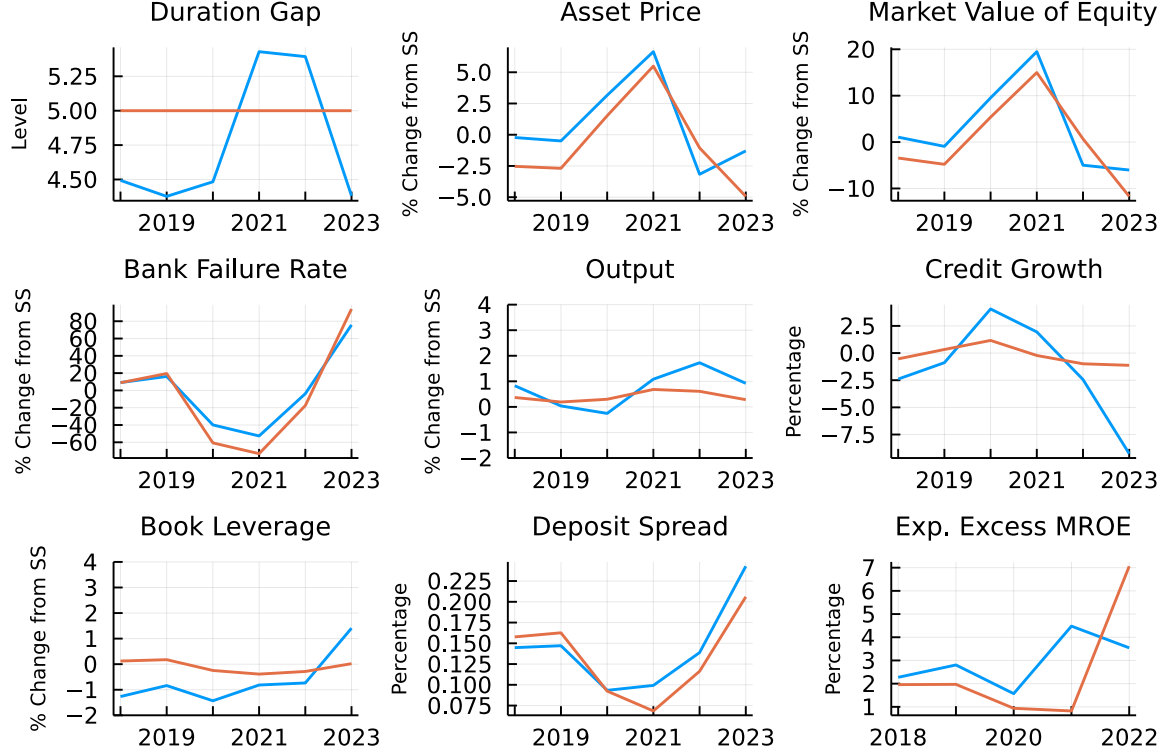 Duration Gap
Level
5.25
5.00
4.75
4.50
2019 2021 2023
Asset Price
% Change from SS
5.0
2.5
0.0
−2.5
−5.0
2019 2021 2023
Market Value of Equity
% Change from SS
20
10
0
−10
2019 2021 2023
Bank Failure Rate
% Change from SS
80
60
40
20
0
−20
−40
−60
2019 2021 2023
Output
% Change from SS
4
3
2
1
0
−1
−2
2019 2021 2023
Credit Growth
Percentage
2.5
0.0
−2.5
−5.0
−7.5
2019 2021 2023
Book Leverage
% Change from SS
4
3
2
1
0
−1
−2
2019 2021 2023
Deposit Spread
Percentage
0.225
0.200
0.175
0.150
0.125
0.100
0.075
2019 2021 2023
Exp. Excess MROE
Percentage
7
6
5
4
3
2
1
2018 2020 2022